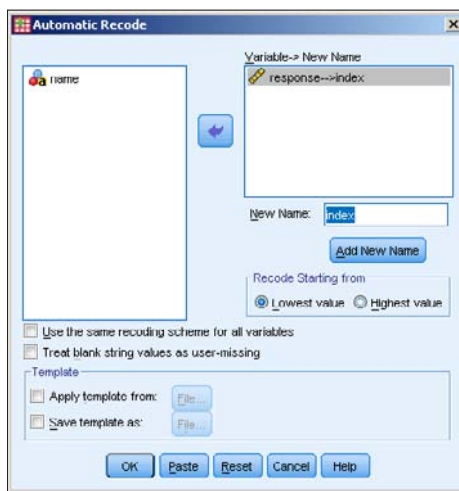 Automatic Recode
Variable-> New Name
name
response-->index
New Name: index
Add New Name
Recode Starting from
Lowest value Highest value
Use the same recoding scheme for all variables
Treat blank string values as user-missing
Template
Apply template from: File...
Save template as: File...
OK Paste Reset Cancel Help